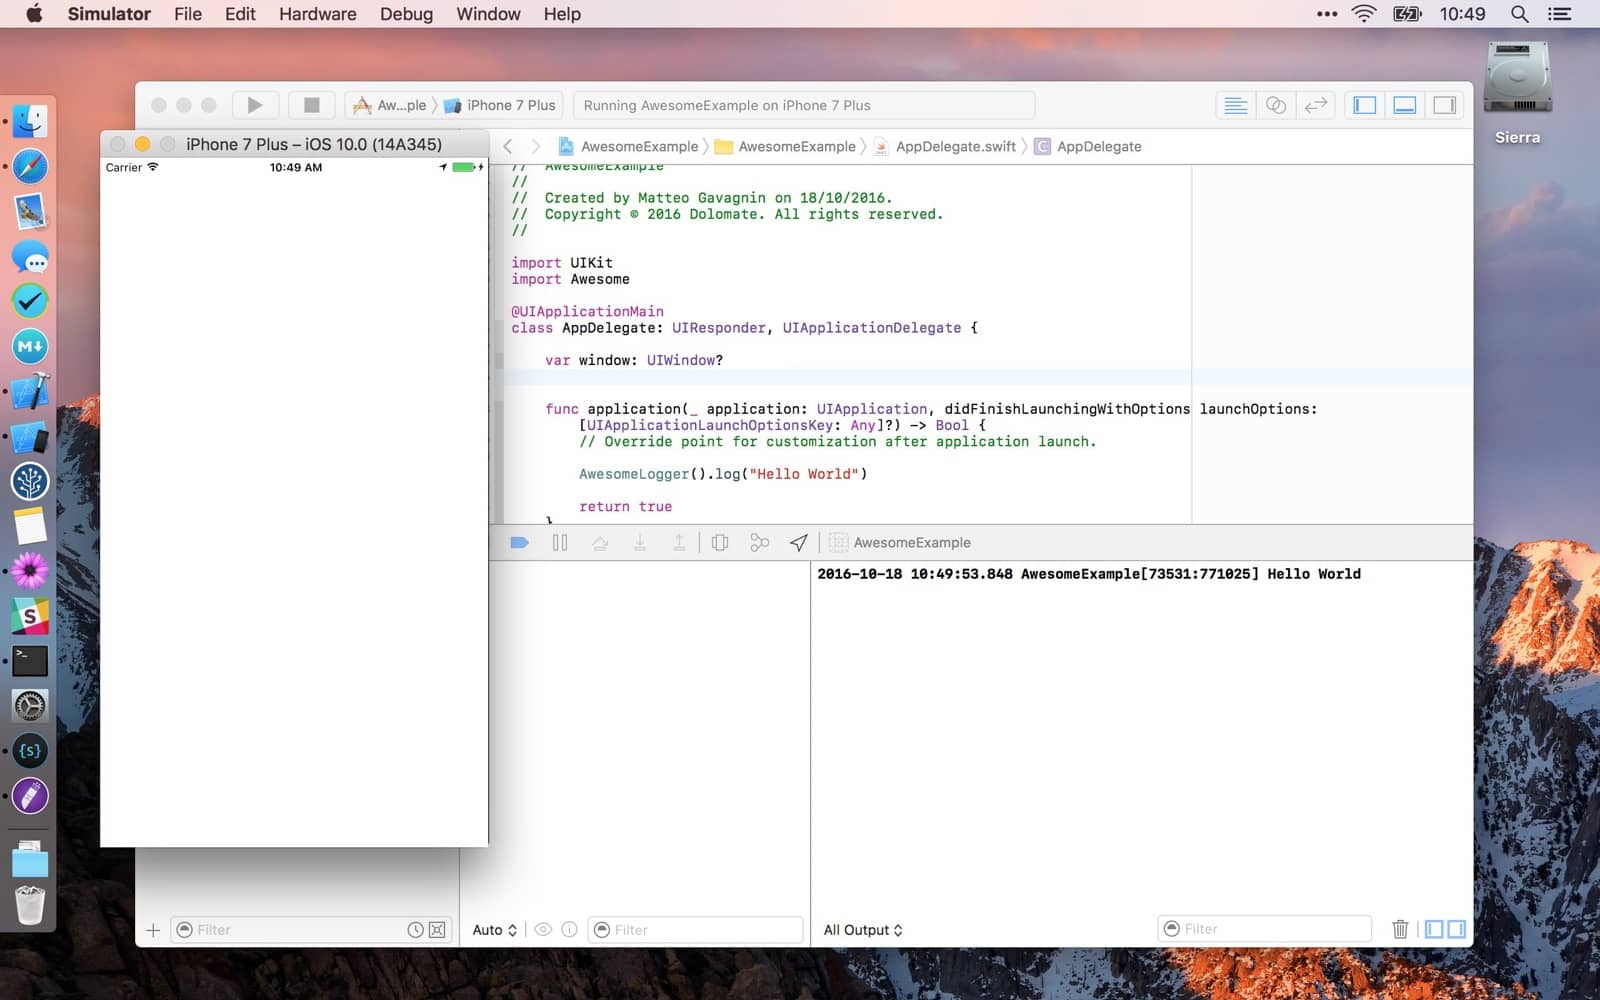 Simulator File Edit Hardware Debug Window Help 10:49
Sierra
Aw...ple iPhone 7 Plus Running AwesomeExample on iPhone 7 Plus
iPhone 7 Plus – iOS 10.0 (14A345)
Carrier 10:49 AM
AwesomeExample AwesomeExample AppDelegate.swift C AppDelegate
// AwesomeExample
//
// Created by Matteo Gavagnin on 18/10/2016.
// Copyright © 2016 Dolomate. All rights reserved.
//
import UIKit
import Awesome
@UIApplicationMain
class AppDelegate: UIResponder, UIApplicationDelegate {
var window: UIWindow?
func application(_ application: UIApplication, didFinishLaunchingWithOptions launchOptions:
[UIApplicationLaunchOptionsKey: Any]?) -> Bool {
// Override point for customization after application launch.
AwesomeLogger().log("Hello World")
return true
}
AwesomeExample
2016-10-18 10:49:53.848 AwesomeExample[73531:771025] Hello World
M
S
>_
{s}
Filter
Auto
Filter
All Output
Filter